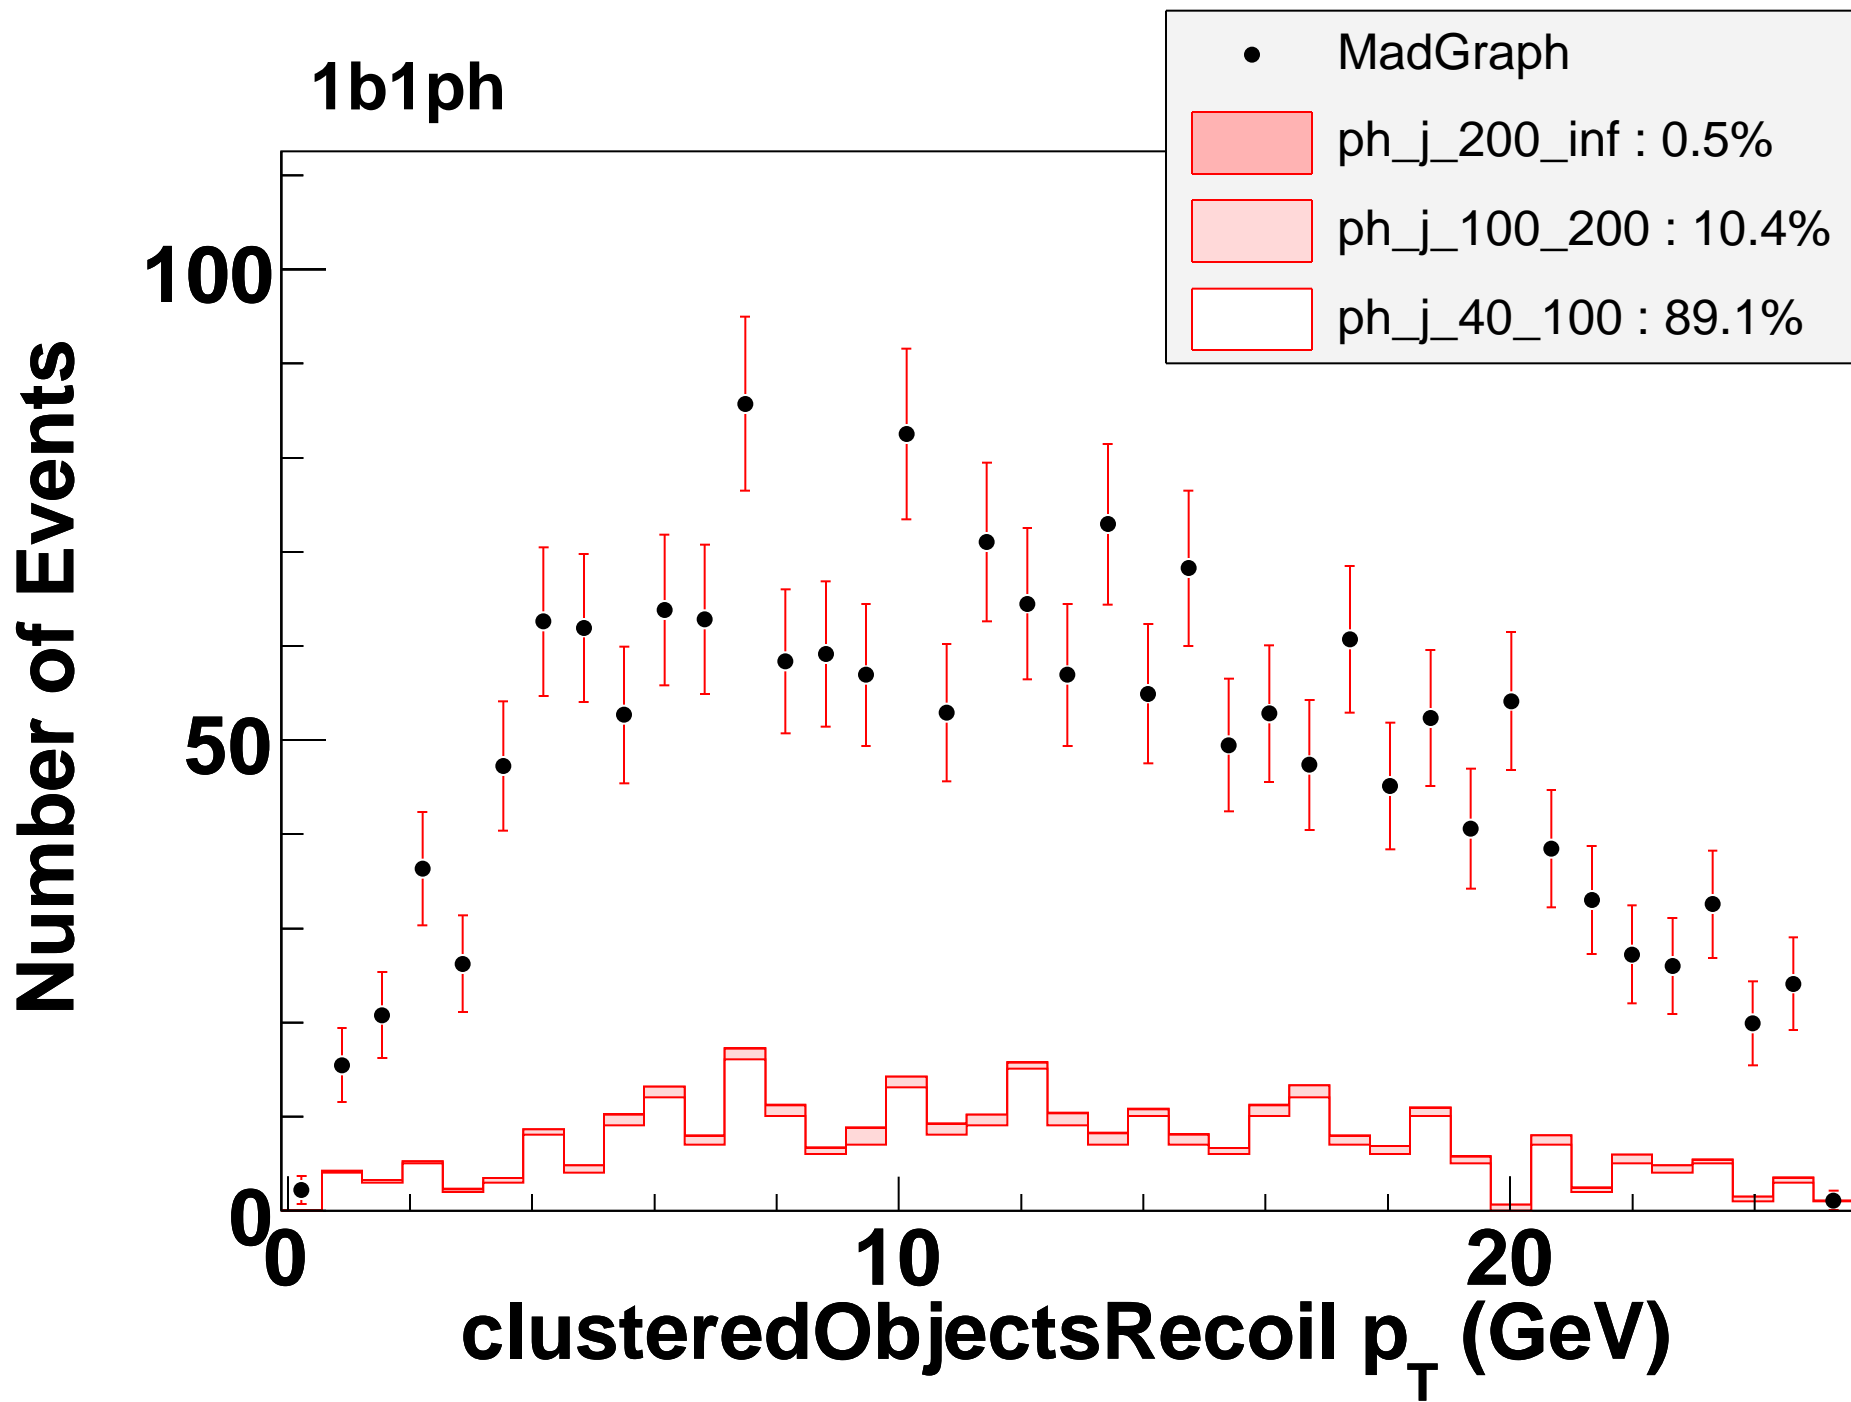 1b1ph
MadGraph
ph_j_200_inf : 0.5%
ph_j_100_200 : 10.4%
ph_j_40_100 : 89.1%
Number of Events
100
50
0
0 10 20
clusteredObjectsRecoil p_T (GeV)